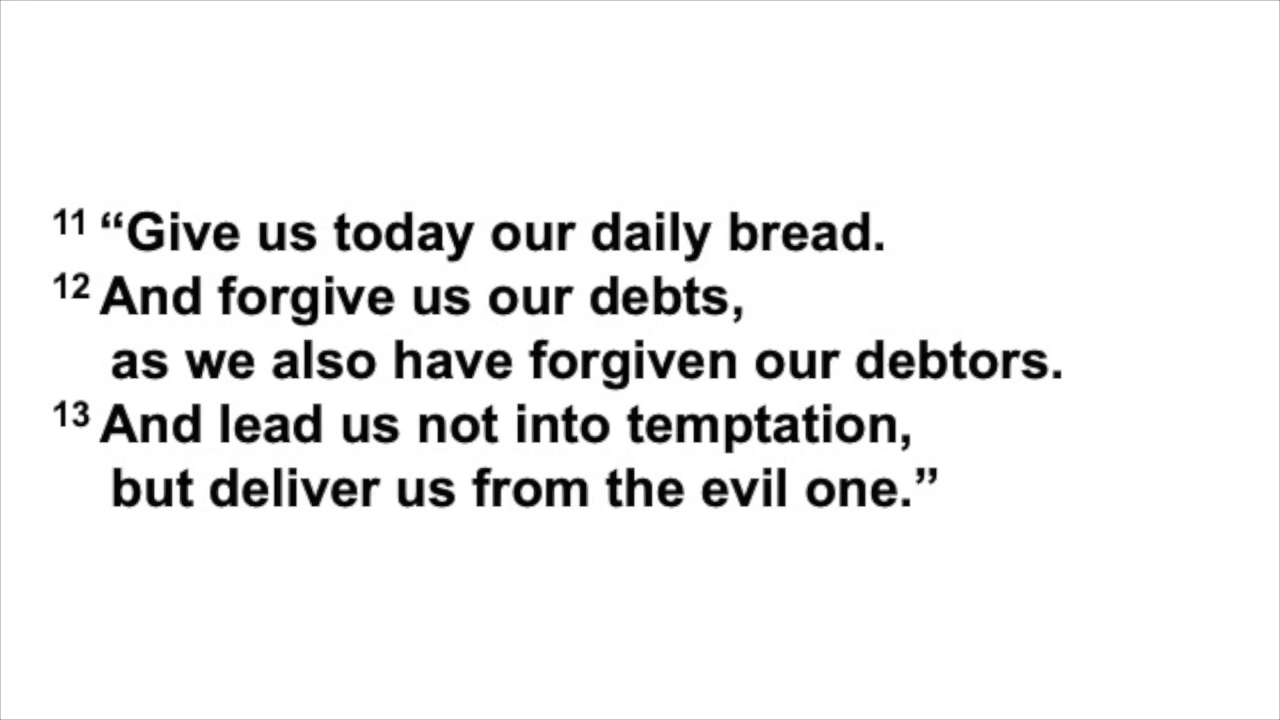 11 “Give us today our daily bread.
12 And forgive us our debts,
as we also have forgiven our debtors.
13 And lead us not into temptation,
but deliver us from the evil one.”